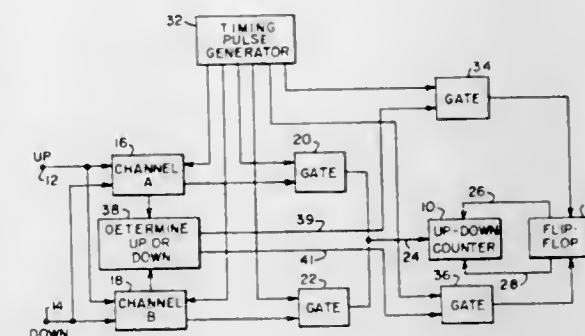 32
TIMING
PULSE
GENERATOR
34
GATE
16
20
UP
12
CHANNEL
A
GATE
38
39
10
26
DETERMINE
UP OR
DOWN
UP-DOWN
COUNTER
FLIP-
FLOP
24
41
14
18
22
36
28
DOWN
CHANNEL
B
GATE
GATE